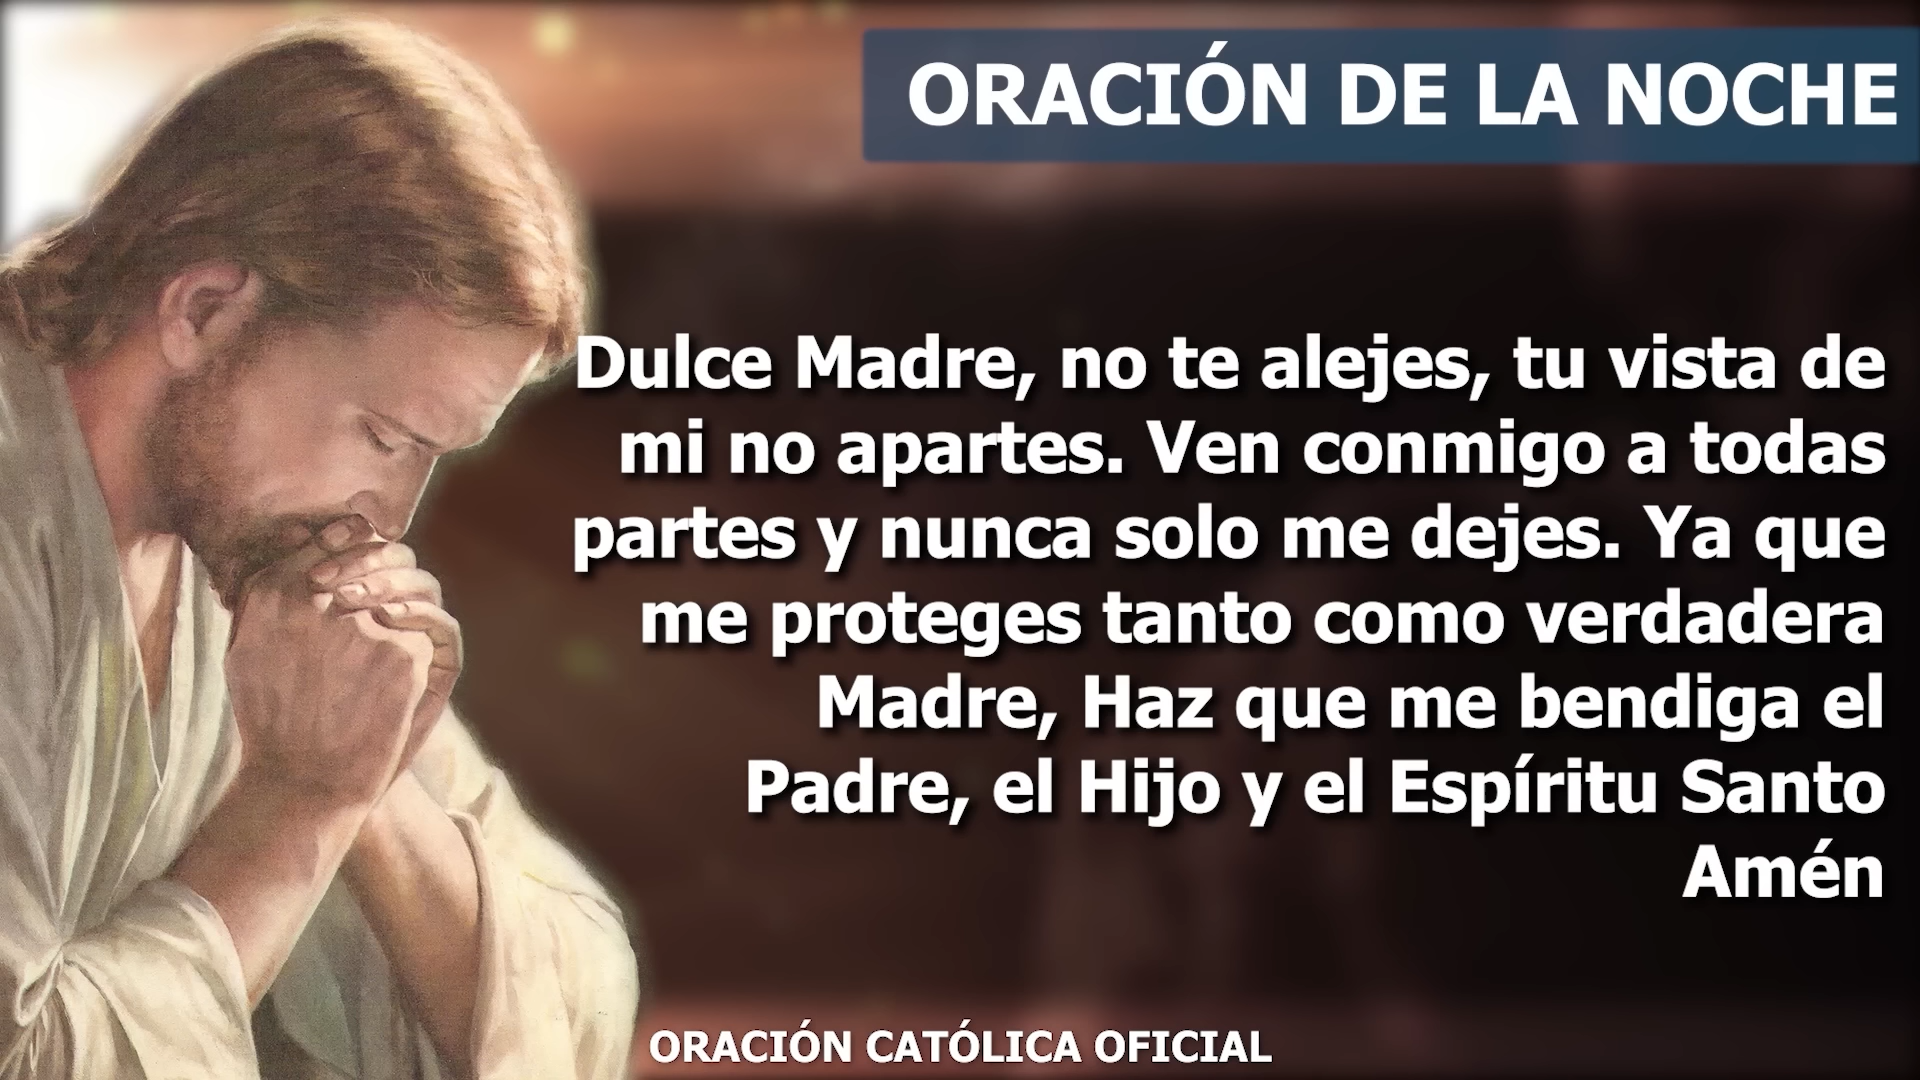 ORACIÓN DE LA NOCHE
Dulce Madre, no te alejes, tu vista de
mi no apartes. Ven conmigo a todas
partes y nunca solo me dejes. Ya que
me proteges tanto como verdadera
Madre, Haz que me bendiga el
Padre, el Hijo y el Espíritu Santo
Amén
ORACIÓN CATÓLICA OFICIAL